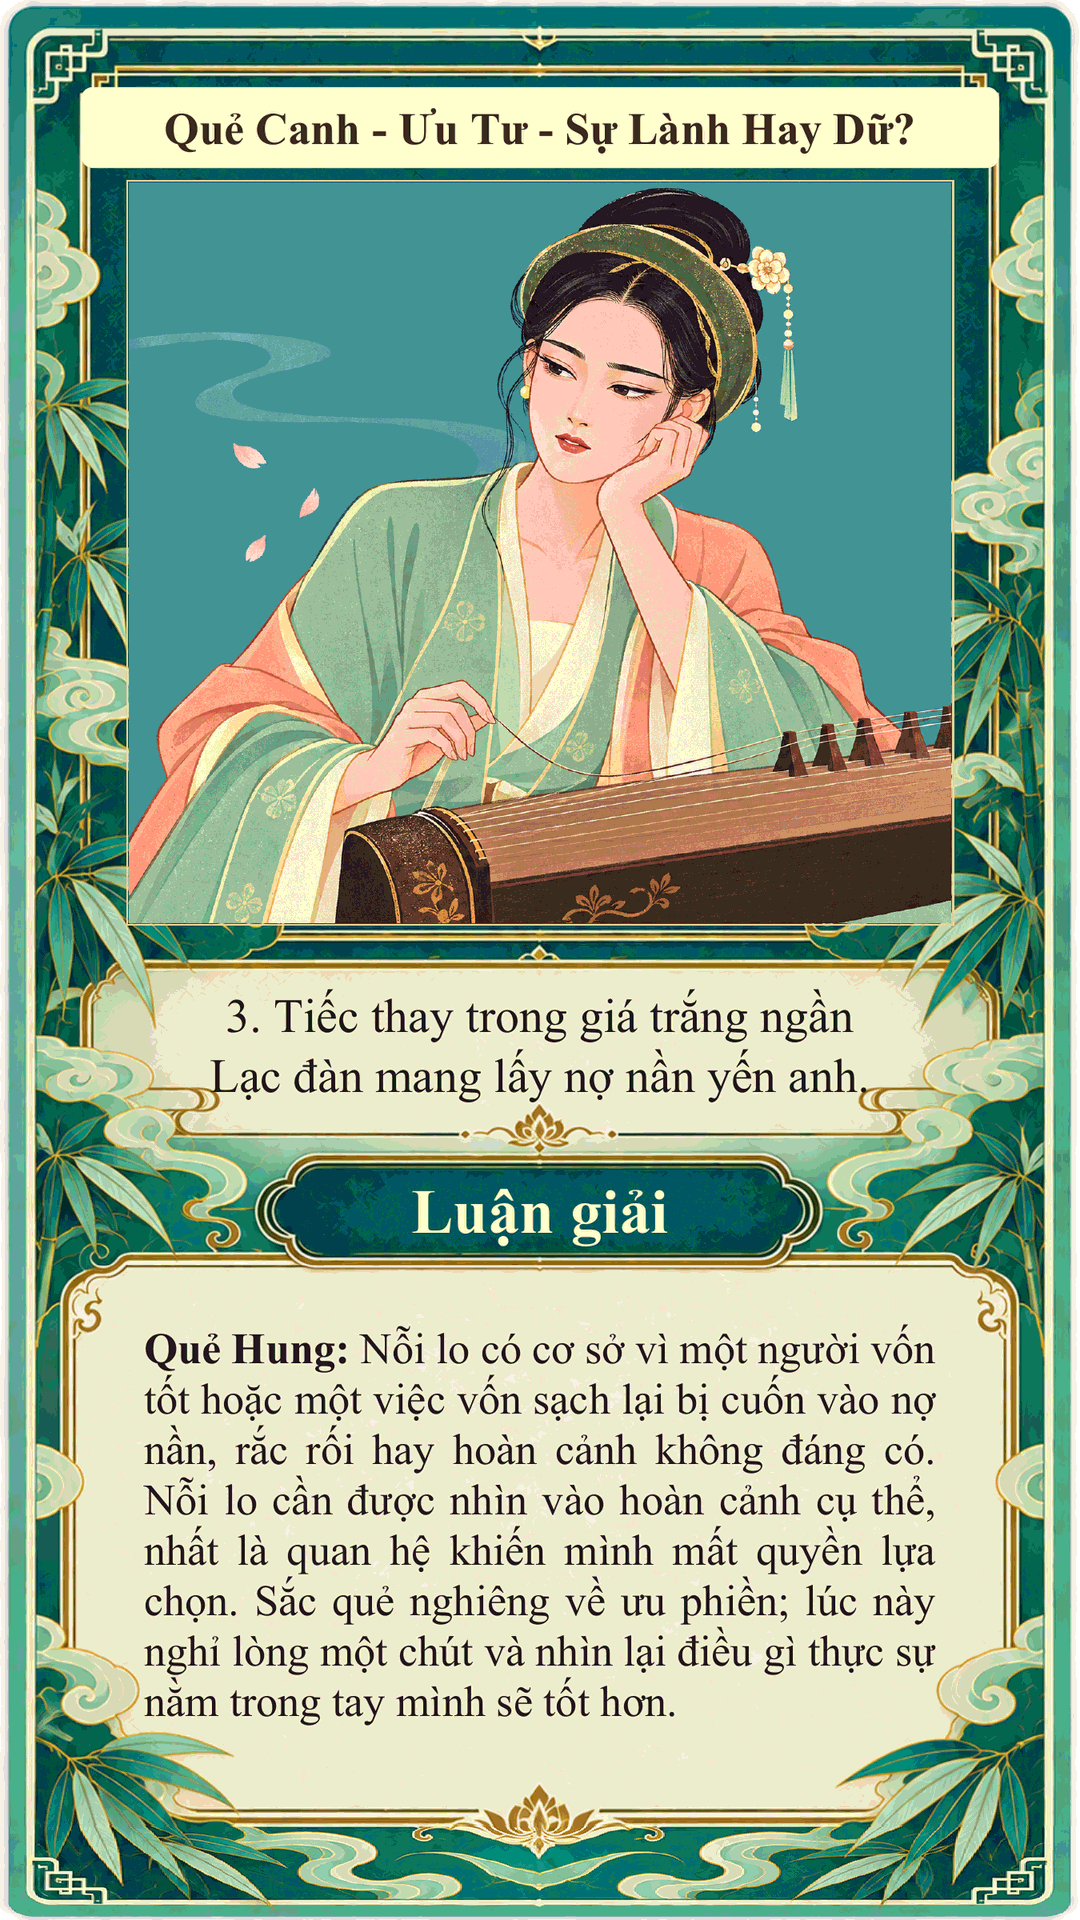 Quẻ Canh - Ưu Tư - Sự Lành Hay Dữ?
3. Tiếc thay trong giá trắng ngần
Lạc đàn mang lấy nợ nần yến anh.
Luận giải
Quẻ Hung: Nỗi lo có cơ sở vì một người vốn
tốt hoặc một việc vốn sạch lại bị cuốn vào nợ
nần, rắc rối hay hoàn cảnh không đáng có.
Nỗi lo cần được nhìn vào hoàn cảnh cụ thể,
nhất là quan hệ khiến mình mất quyền lựa
chọn. Sắc quẻ nghiêng về ưu phiền; lúc này
nghỉ lòng một chút và nhìn lại điều gì thực sự
nằm trong tay mình sẽ tốt hơn.